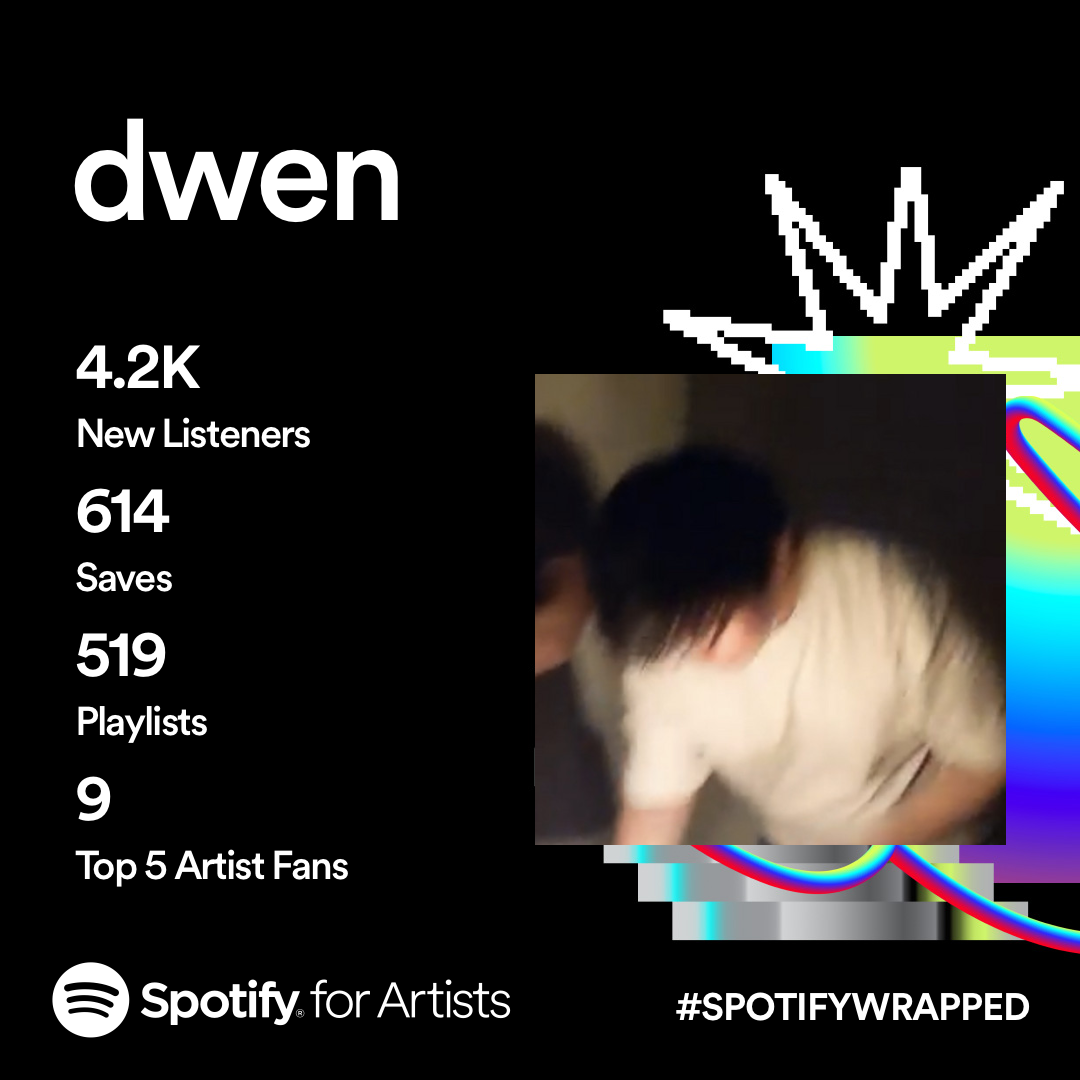 dwen
4.2K
New Listeners
614
Saves
519
Playlists
9
Top 5 Artist Fans
Spotify® for Artists
#SPOTIFYWRAPPED